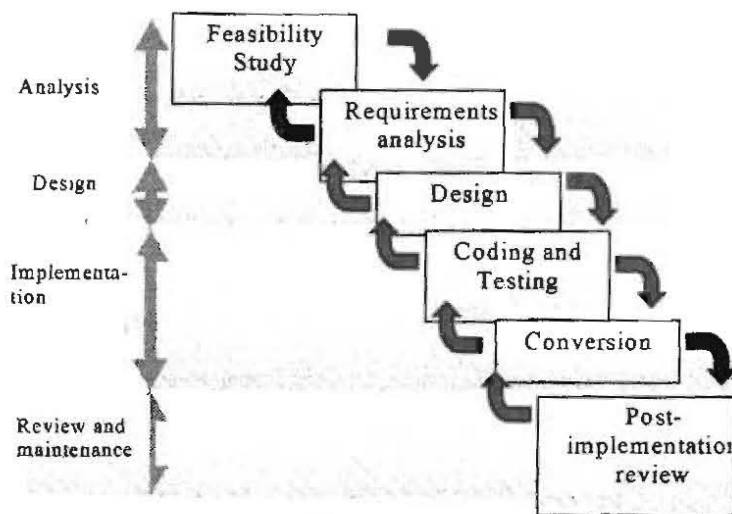 Feasibility
Study
Analysis
Requirements
analysis
Design
Design
Coding and
Testing
Implementa-
tion
Conversion
Post-
implementation
review
Review and
maintenance